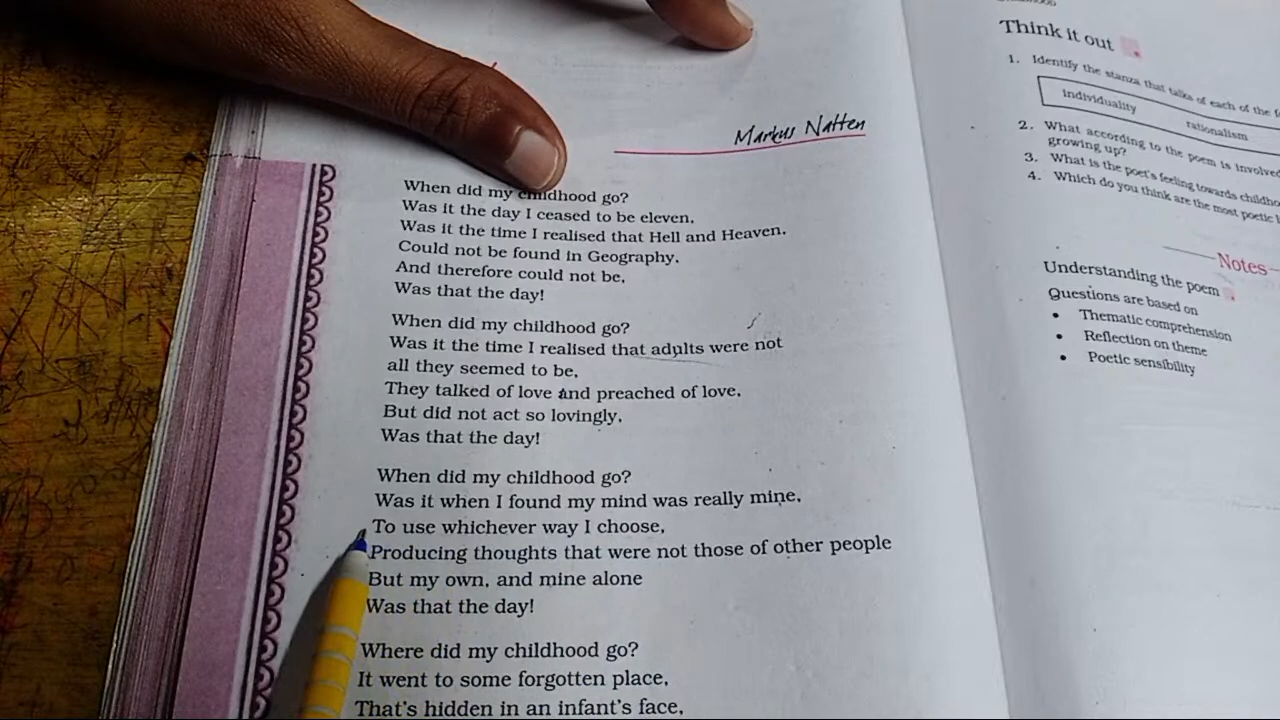 Markus Natten
When did my childhood go?
Was it the day I ceased to be eleven,
Was it the time I realised that Hell and Heaven,
Could not be found in Geography,
And therefore could not be,
Was that the day!
When did my childhood go?
Was it the time I realised that adults were not
all they seemed to be,
They talked of love and preached of love,
But did not act so lovingly,
Was that the day!
When did my childhood go?
Was it when I found my mind was really mine,
To use whichever way I choose,
Producing thoughts that were not those of other people
But my own, and mine alone
Was that the day!
Where did my childhood go?
It went to some forgotten place,
That's hidden in an infant's face,
Think it out
1. Identify the stanza that talks of each of the
individuality rationalism
2. What according to the poem is involved
growing up?
3. What is the poet's feeling towards
4. Which do you think are the most poetic
Notes
Understanding the poem
Questions are based on
• Thematic comprehension
• Reflection on theme
• Poetic sensibility